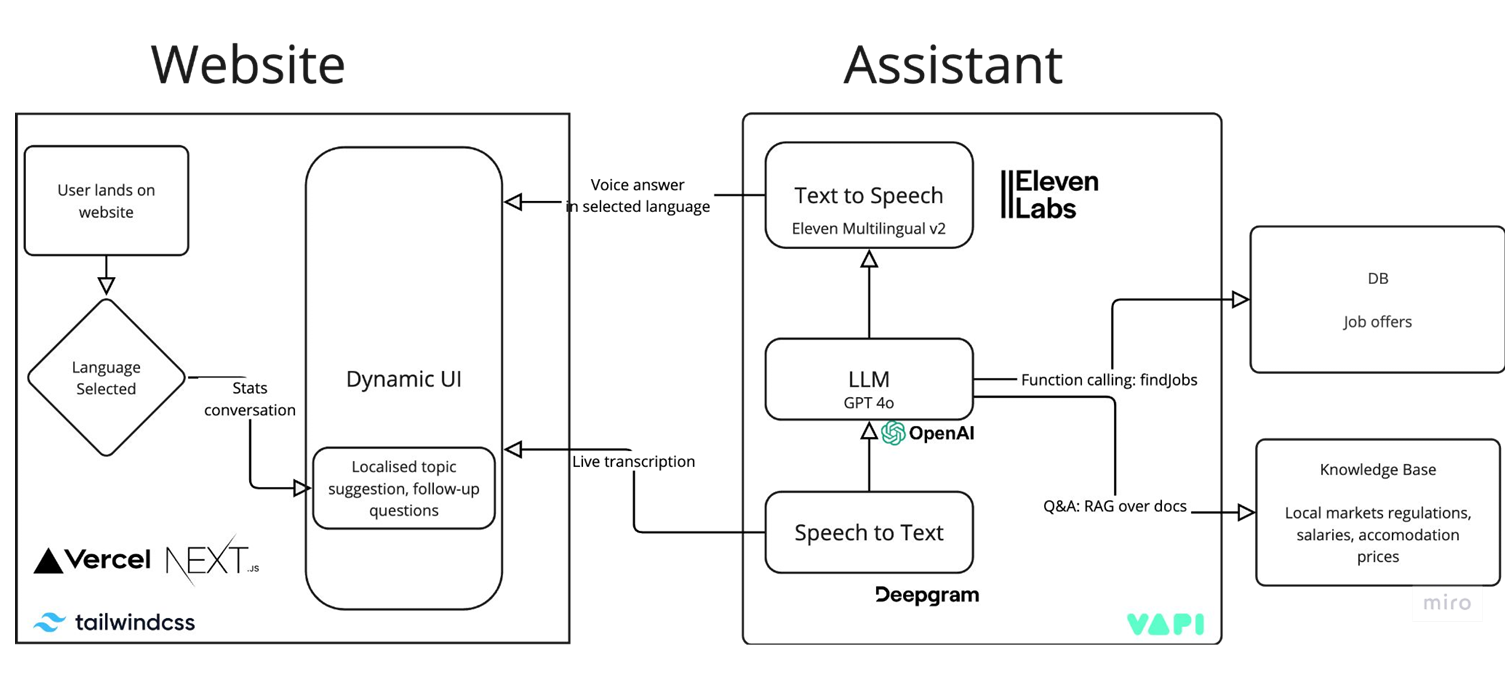 Website
Assistant
User lands on
website
Language
Selected
Stats
conversation
Dynamic UI
Localised topic
suggestion, follow-up
questions
Vercel
NEXT.JS
tailwindcss
Voice answer
in selected language
Live transcription
Text to Speech
Eleven Multilingual v2
||Eleven
Labs
LLM
GPT 4o
OpenAI
Speech to Text
Deepgram
VAPI
Function calling: findJobs
Q&A: RAG over docs
DB
Job offers
Knowledge Base
Local markets regulations,
salaries, accomodation
prices
miro